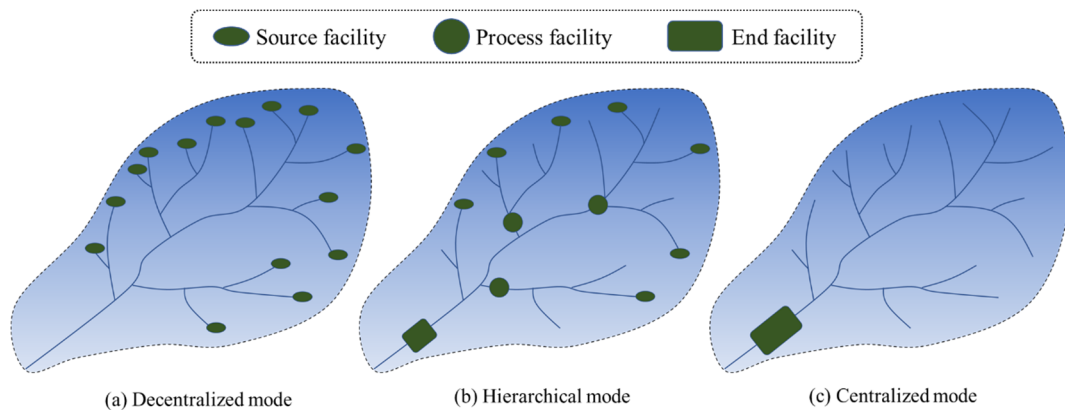 Source facility Process facility End facility
(a) Decentralized mode (b) Hierarchical mode (c) Centralized mode